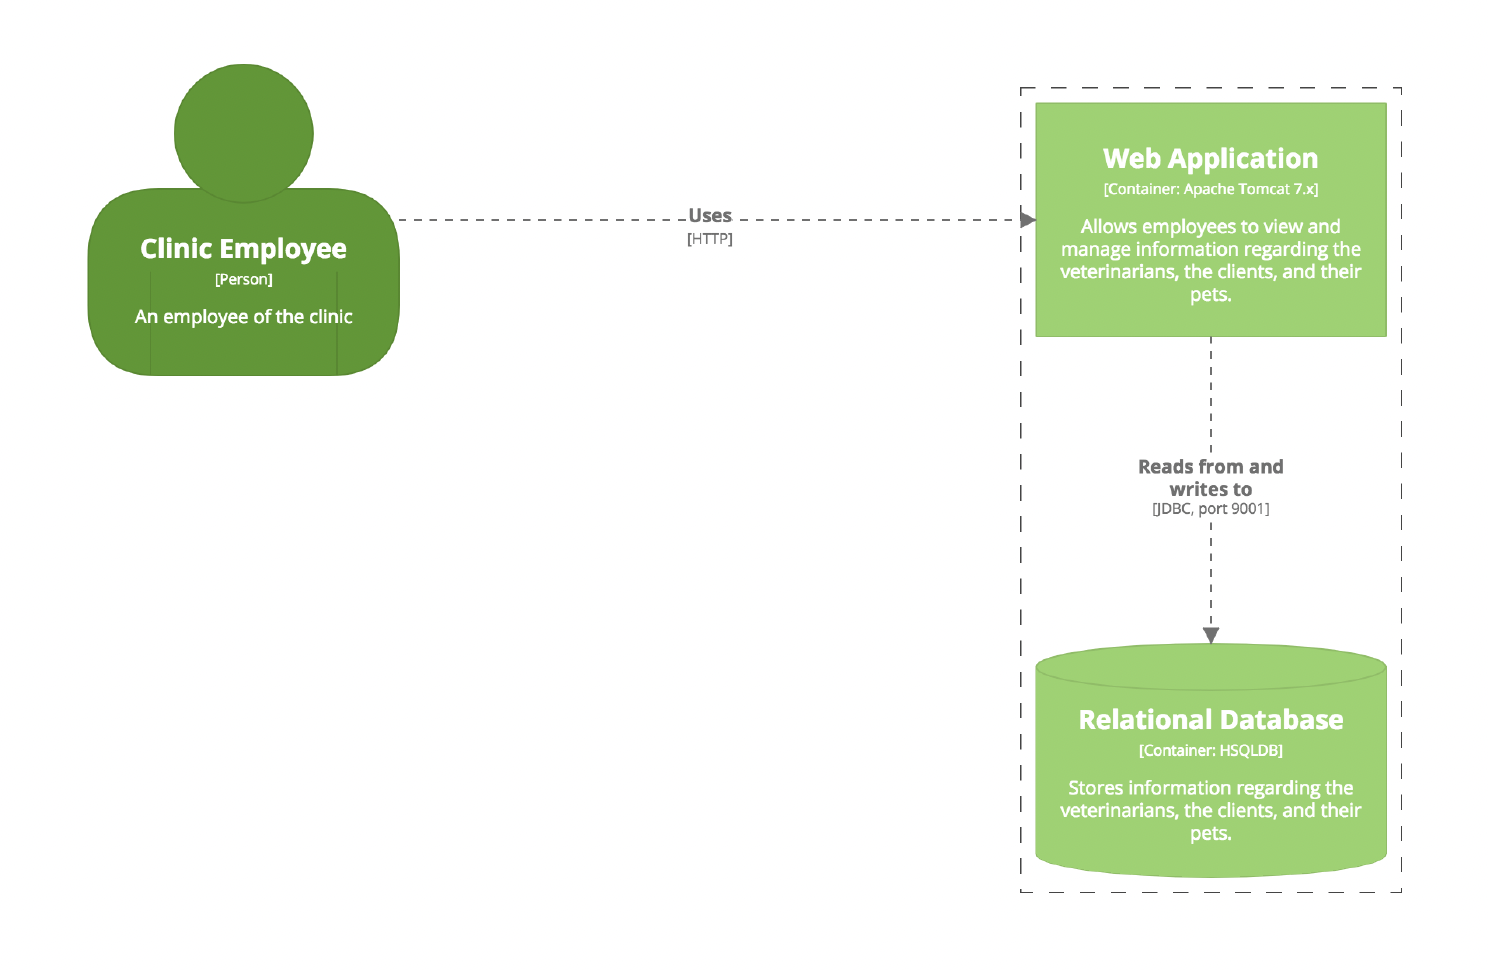 Clinic Employee
[Person]
An employee of the clinic
Uses
[HTTP]
Web Application
[Container: Apache Tomcat 7.x]
Allows employees to view and
manage information regarding the
veterinarians, the clients, and their
pets.
Reads from and
writes to
[JDBC, port 9001]
Relational Database
[Container: HSQLDB]
Stores information regarding the
veterinarians, the clients, and their
pets.